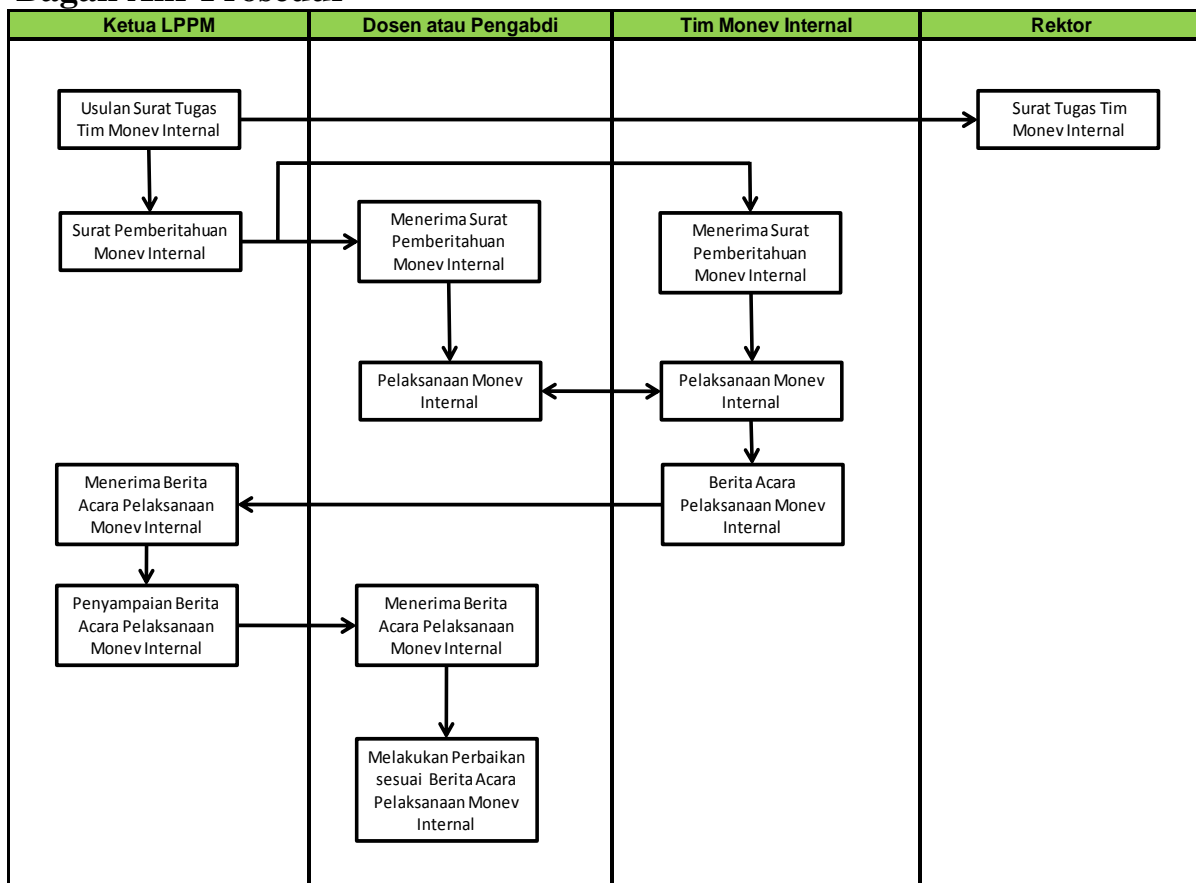 Bagan Alir Prosedur
Ketua LPPM
Dosen atau Pengabdi
Tim Monev Internal
Rektor
Usulan Surat Tugas
Tim Monev Internal
Surat Tugas Tim
Monev Internal
Surat Pemberitahuan
Monev Internal
Menerima Surat
Pemberitahuan
Monev Internal
Menerima Surat
Pemberitahuan
Monev Internal
Pelaksanaan Monev
Internal
Pelaksanaan Monev
Internal
Menerima Berita
Acara Pelaksanaan
Monev Internal
Berita Acara
Pelaksanaan Monev
Internal
Penyampaian Berita
Acara Pelaksanaan
Monev Internal
Menerima Berita
Acara Pelaksanaan
Monev Internal
Melakukan Perbaikan
sesuai Berita Acara
Pelaksanaan Monev
Internal